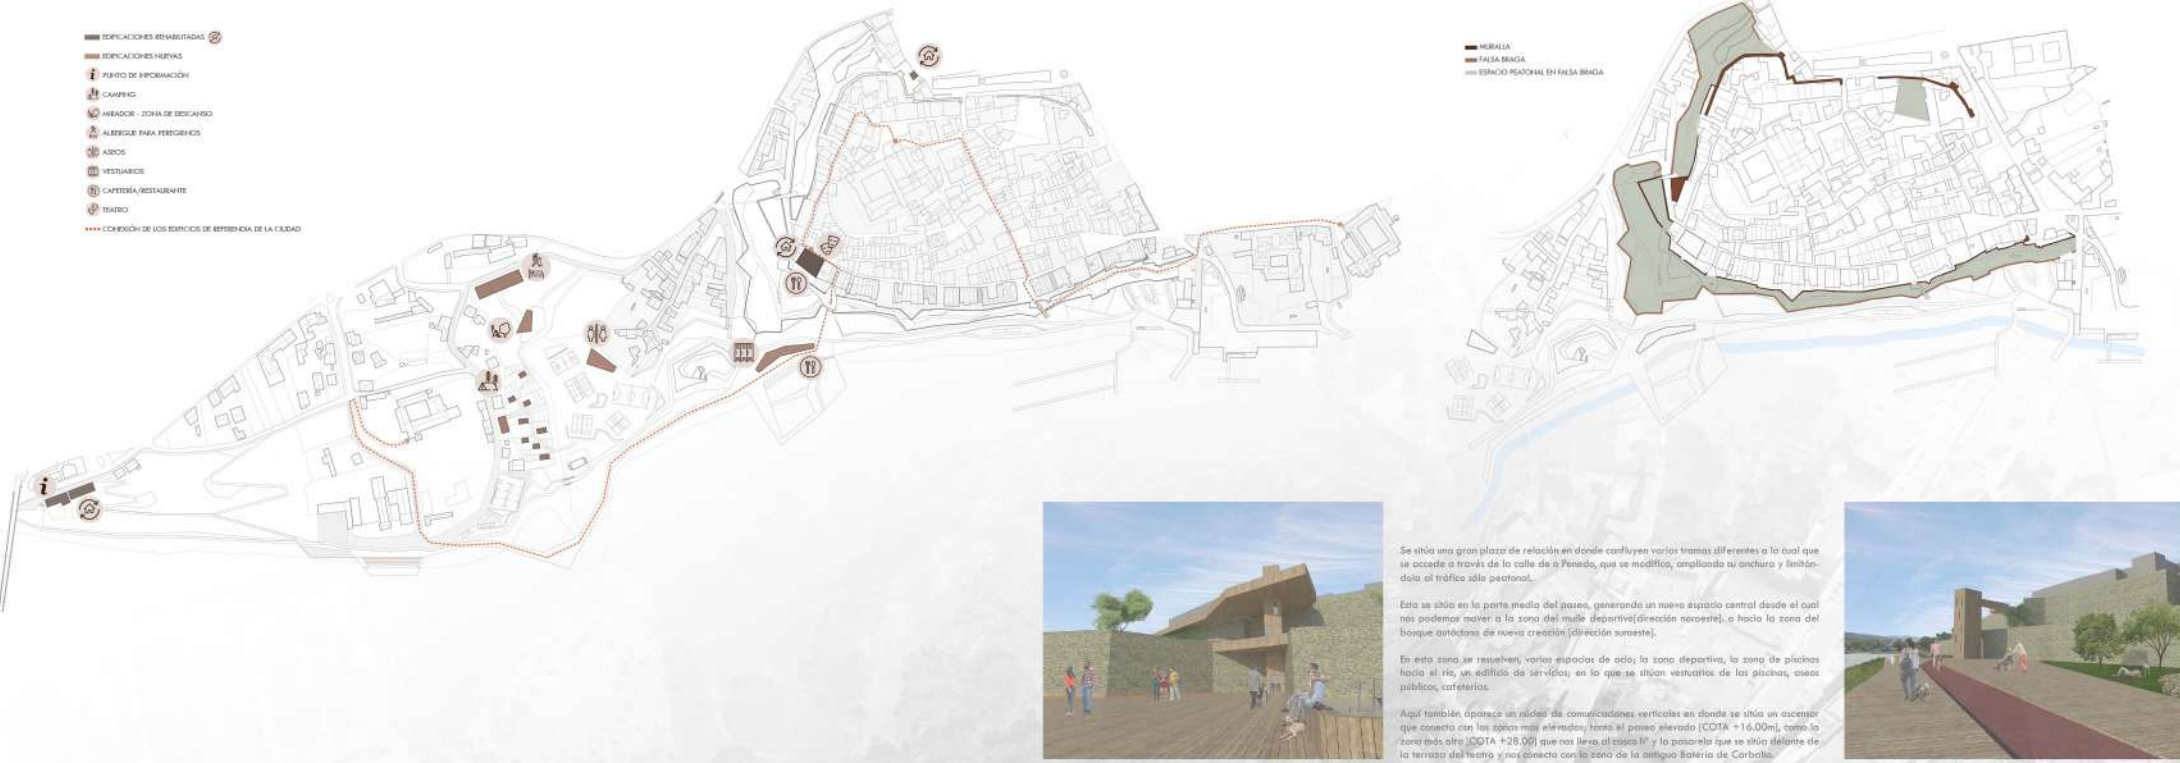 EDIFICACIONES REHABILITADAS
EDIFICACIONES NUEVAS
PUNTO DE INFORMACIÓN
CAMPING
MIRADOR - ZONA DE DESCANSO
ALBERGUE PARA PEREGRINOS
ASEOS
VESTUARIOS
CAFETERÍA/RESTAURANTE
TEATRO
CONEXIÓN DE LOS EDIFICIOS DE REFERENCIA DE LA CIUDAD
MURALLA
FALSA BRAGA
ESPACIO PEATONAL EN FALSA BRAGA
Se sitúa una gran plaza de relación en donde confluyen varias tramas diferentes a la cual que
se accede a través de la calle de o Penedo, que se modifica, ampliando su anchura y limitán-
dola al tráfico sólo peatonal.
Esta se sitúa en la parte media del paseo, generando un nuevo espacio central desde el cual
nos podemos mover a la zona del mulle deportivo[dirección noroeste], o hacia la zona del
bosque autóctono de nueva creación [dirección suroeste].
En esta zona se resuelven, varios espacios de ocio; la zona deportiva, la zona de piscinas
hacia el río, un edificio de servicios; en lo que se sitúan vestuarios de las piscinas, aseos
públicos, cafeterías.
Aquí también aparece un núcleo de comunicaciones verticales en donde se sitúa un ascensor
que conecta con las zonas más elevadas; tanto el paseo elevado [COTA +16.00m], como la
zona más alta [COTA +28.00] que nos lleva al casco hº y la pasarela que se sitúa delante de
la terraza del teatro y nos conecta con la zona de la antigua Batería de Carballo.